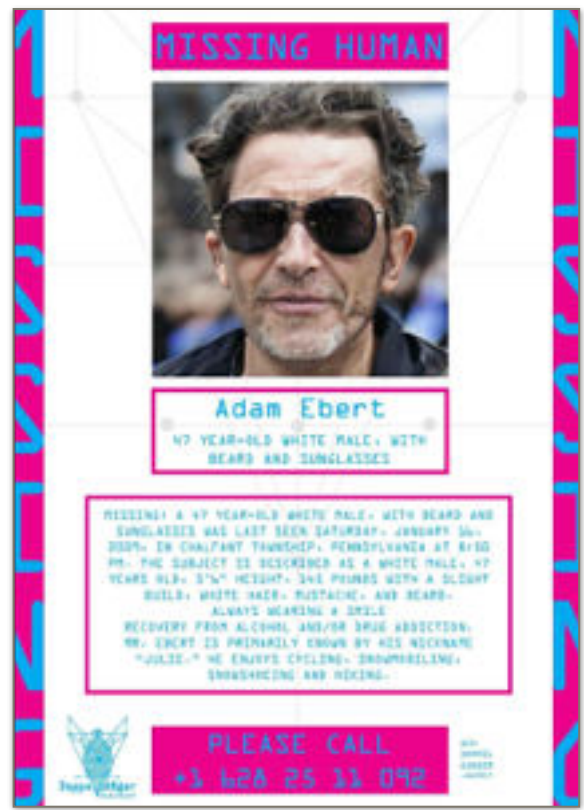 MISSING HUMAN
Adam Ebert
47 YEAR-OLD WHITE MALE, WITH
BEARD AND SUNGLASSES
MISSING: A 47 YEAR-OLD WHITE MALE, WITH BEARD AND
SUNGLASSES WAS LAST SEEN SATURDAY, JANUARY
IN CHALFANT TOWNSHIP, PENNSYLVANIA AT
PM. THE SUBJECT IS DESCRIBED AS A WHITE MALE, 47
YEARS OLD, HEIGHT, POUNDS WITH A SLIGHT
BUILD, WHITE HAIR, MUSTACHE, AND BEARD.
ALWAYS WEARING A SMILE
RECOVERY FROM ALCOHOL AND/OR DRUG ADDICTION.
MR. EBERT IS PRIMARILY KNOWN BY HIS NICKNAME
HE ENJOYS CYCLING, SNOWMOBILING,
SNOWSHOEING AND HIKING.
PLEASE CALL
+1 628 25 11 092